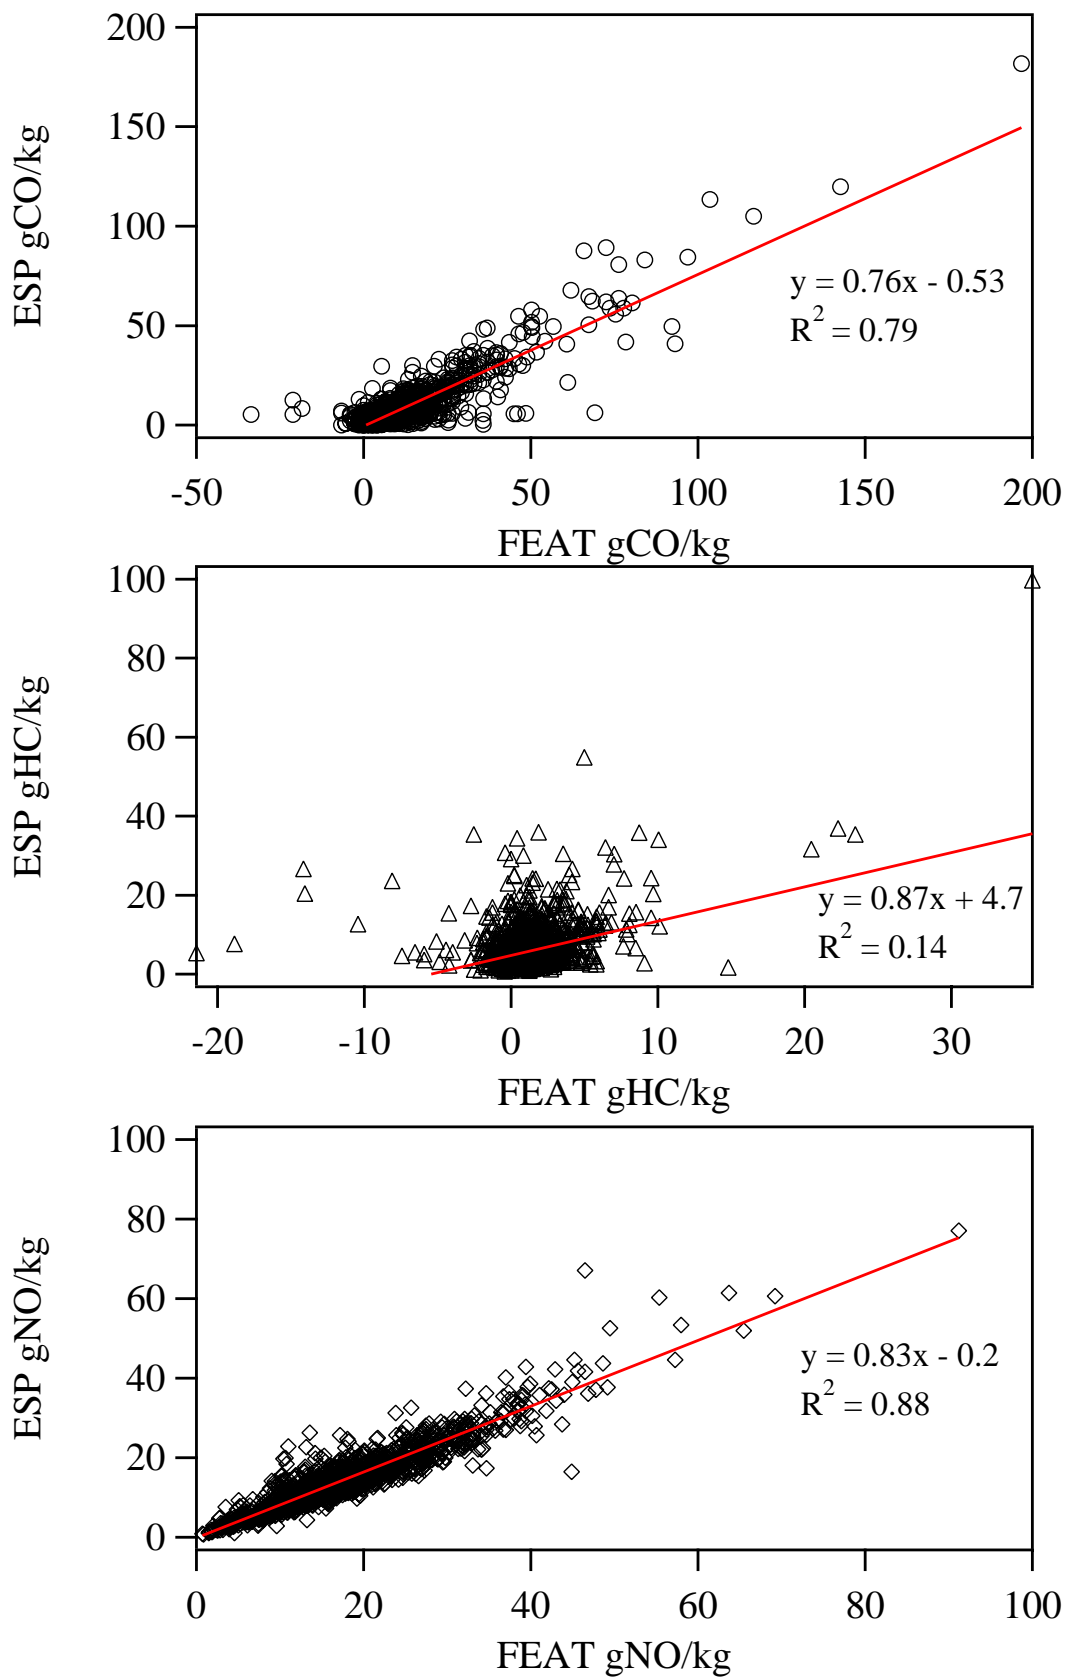 200
150
100
50
0
ESP gCO/kg
y = 0.76x - 0.53
R² = 0.79
-50 0 50 100 150 200
FEAT gCO/kg
100
80
60
40
20
0
ESP gHC/kg
y = 0.87x + 4.7
R² = 0.14
-20 -10 0 10 20 30
FEAT gHC/kg
100
80
60
40
20
0
ESP gNO/kg
y = 0.83x - 0.2
R² = 0.88
0 20 40 60 80 100
FEAT gNO/kg